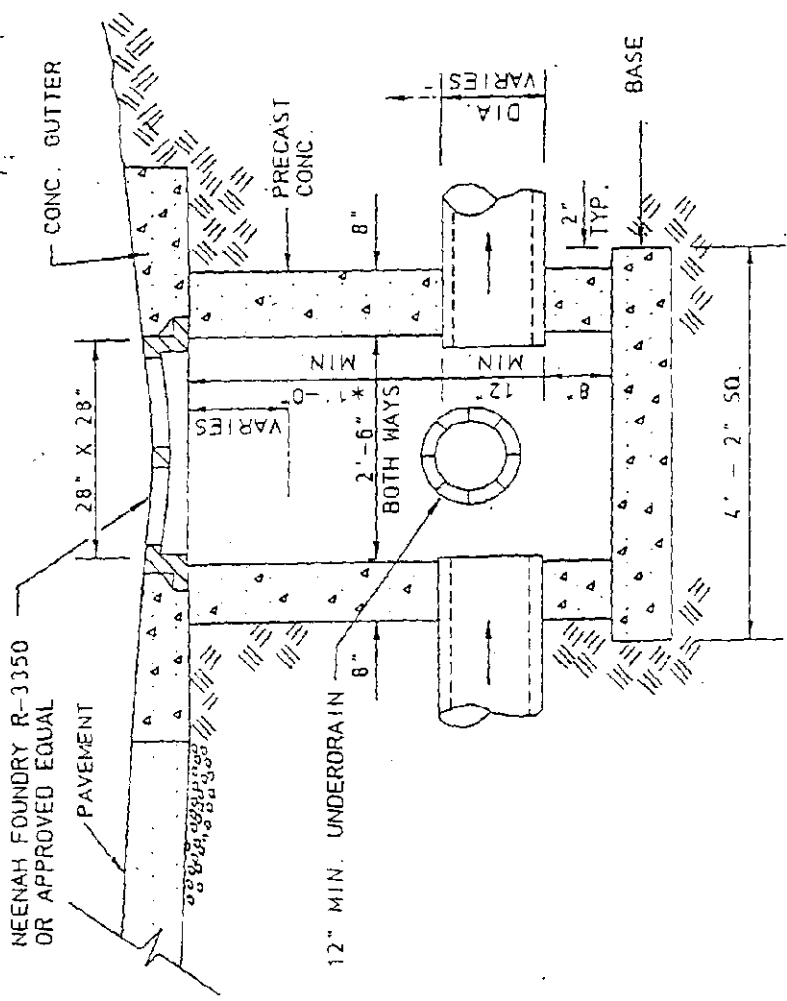 NEENAH FOUNDRY R-3350
OR APPROVED EQUAL
PAVEMENT
28" X 28"
CONC. GUTTER
PRECAST
CONC.
VARIES
*1'-0"
MIN.
12"
MIN.
8"
8"
8"
2'-6"
BOTH WAYS
DIA.
VARIES
2"
TYP.
BASE
12" MIN. UNDERDRAIN
4' - 2" SQ.